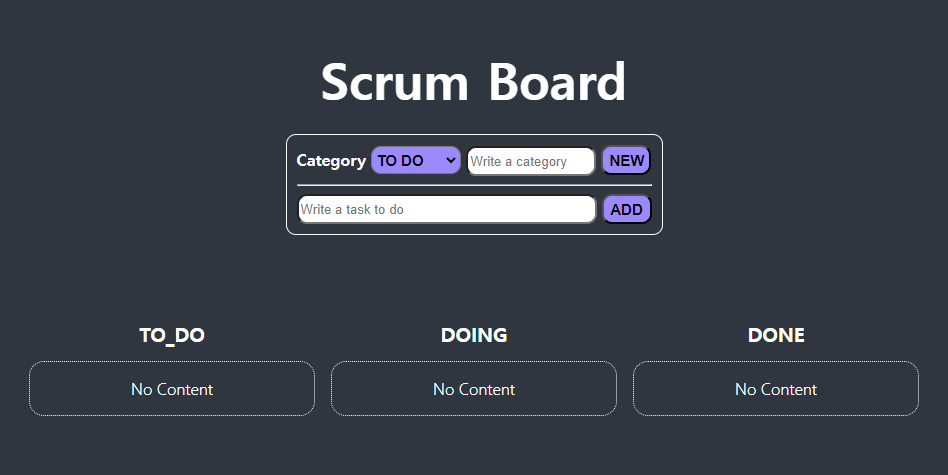 Scrum Board
Category TO DO Write a category NEW
Write a task to do ADD
TO_DO DOING DONE
No Content No Content No Content